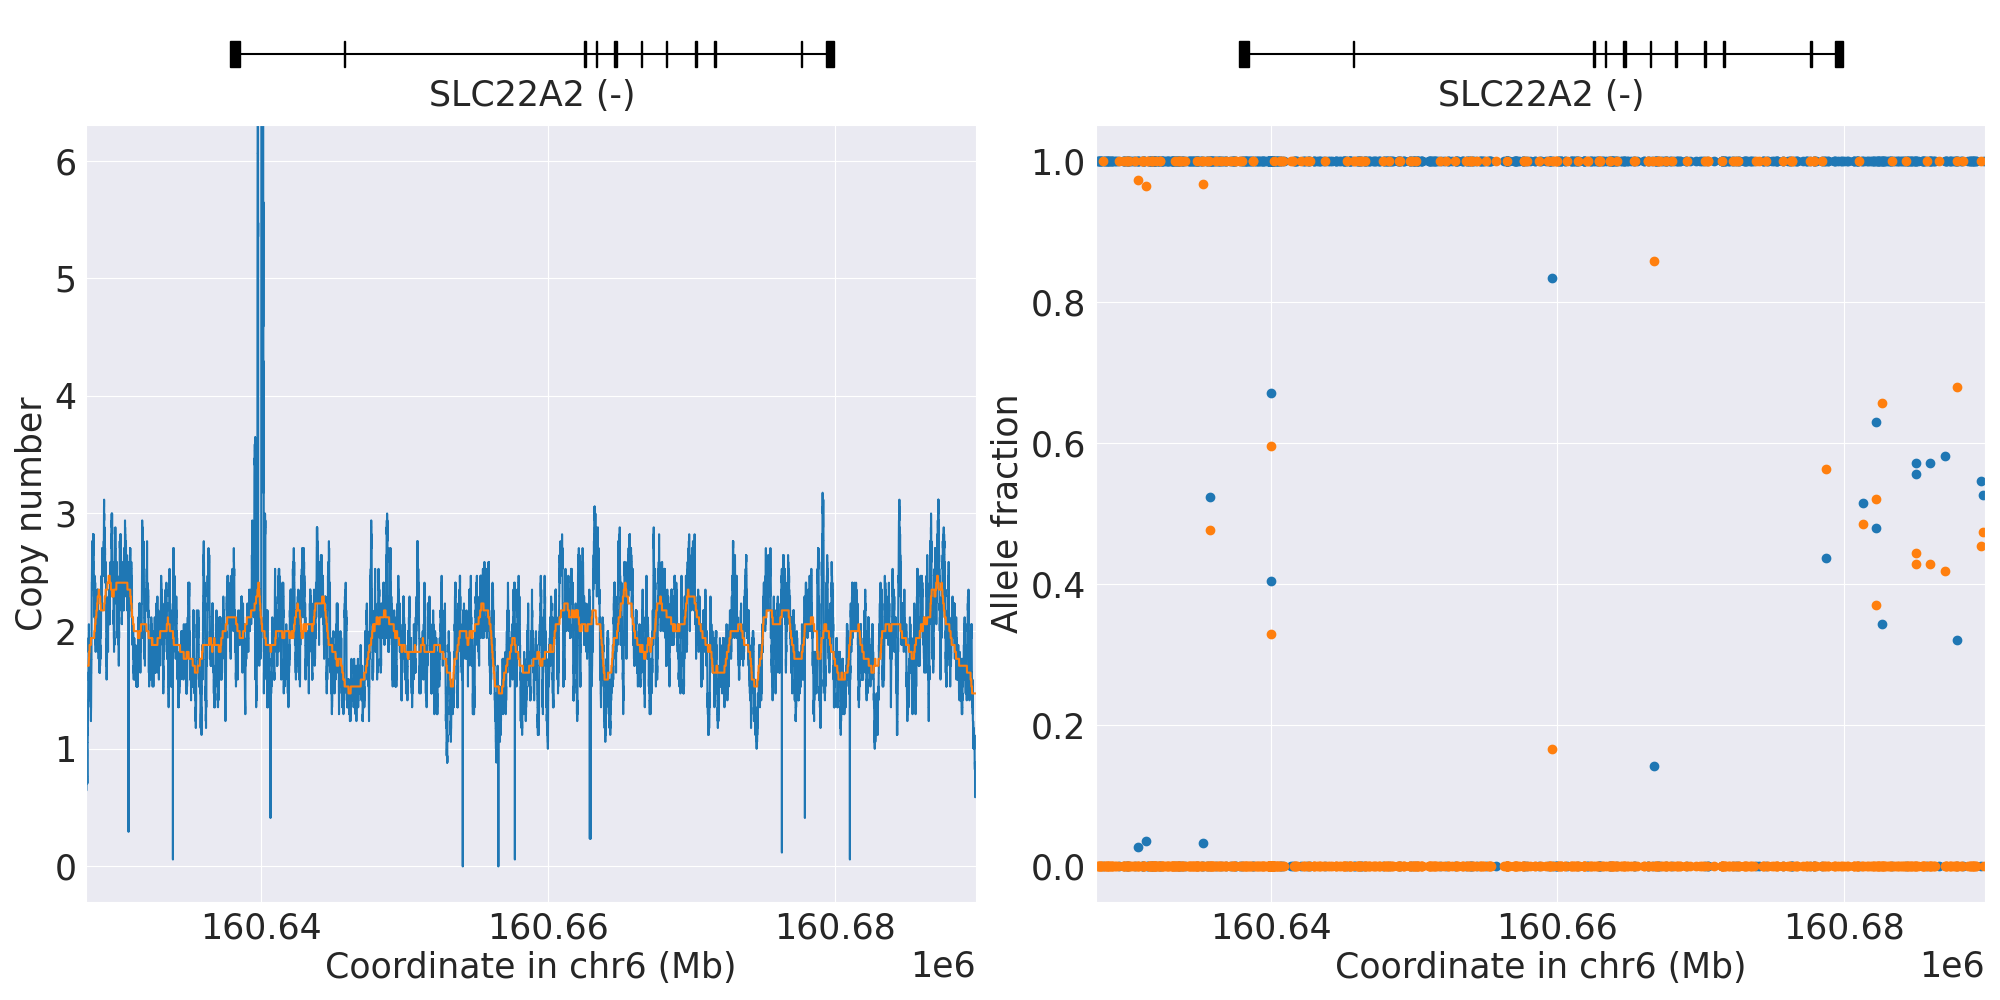 SLC22A2 (-)
SLC22A2 (-)
Copy number
6
5
4
3
2
1
0
160.64
160.66
160.68
Coordinate in chr6 (Mb)
1e6
Allele fraction
1.0
0.8
0.6
0.4
0.2
0.0
160.64
160.66
160.68
Coordinate in chr6 (Mb)
1e6